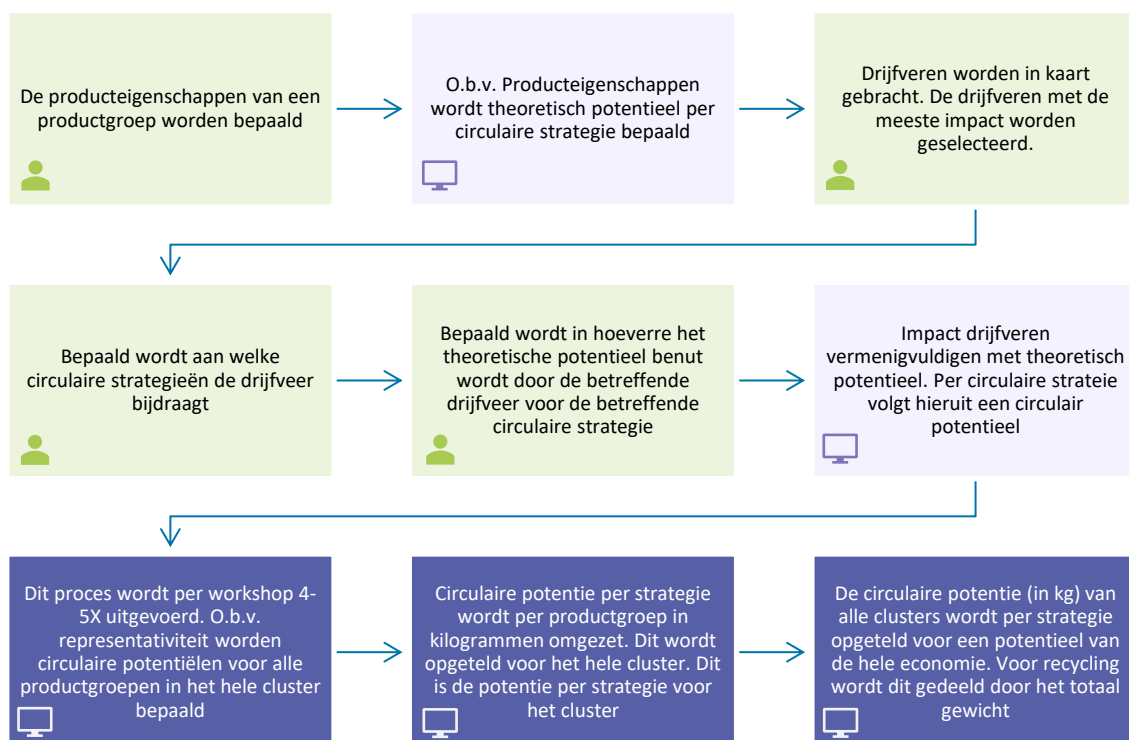 De producteigenschappen van een
productgroep worden bepaald
O.b.v. Producteigenschappen
wordt theoretisch potentieel per
circulaire strategie bepaald
Drijfveren worden in kaart
gebracht. De drijfveren met de
meeste impact worden
geselecteerd.
Bepaald wordt aan welke
circulaire strategieën de drijfveer
bijdraagt
Bepaald wordt in hoeverre het
theoretische potentieel benut
wordt door de betreffende
drijfveer voor de betreffende
circulaire strategie
Impact drijfveren
vermenigvuldigen met theoretisch
potentieel. Per circulaire strateie
volgt hieruit een circulair
potentieel
Dit proces wordt per workshop 4-
5X uitgevoerd. O.b.v.
representativiteit worden
circulaire potentiëlen voor alle
productgroepen in het hele cluster
bepaald
Circulaire potentie per strategie
wordt per productgroep in
kilogrammen omgezet. Dit wordt
opgeteld voor het hele cluster. Dit
is de potentie per strategie voor
het cluster
De circulaire potentie (in kg) van
alle clusters wordt per strategie
opgeteld voor een potentieel van
de hele economie. Voor recycling
wordt dit gedeeld door het totaal
gewicht